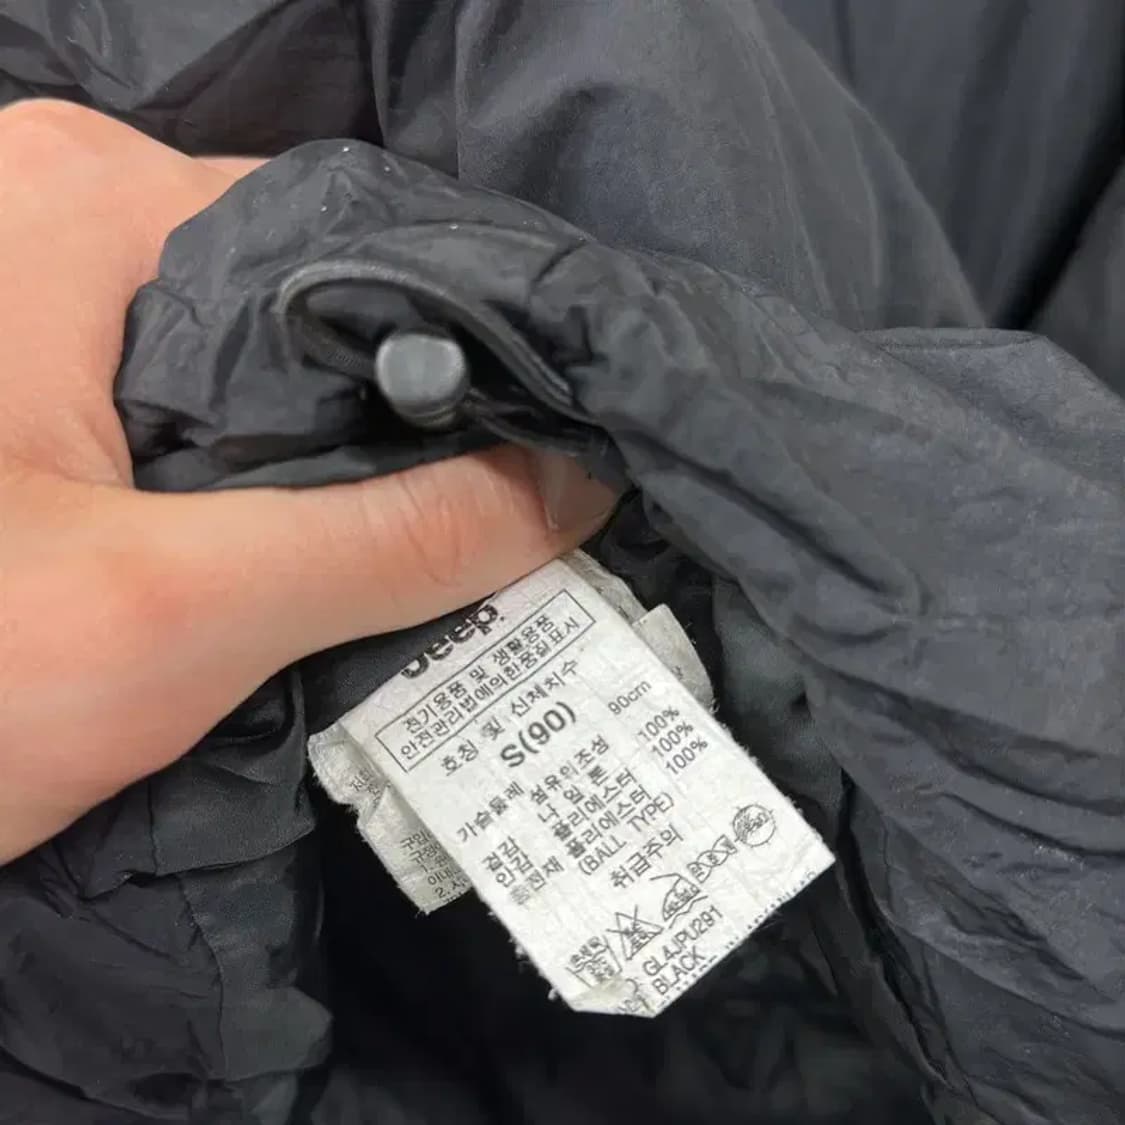 Jeep.
전기용품 및 생활용품
안전관리법에의한품질표시
호칭 및 신체치수
S(90)
가슴둘레 90cm
섬유의조성
겉감 나일론 100%
안감 폴리에스터 100%
충전재 폴리에스터 100%
(BALL TYPE)
취급주의
GL4JPU291
BLACK